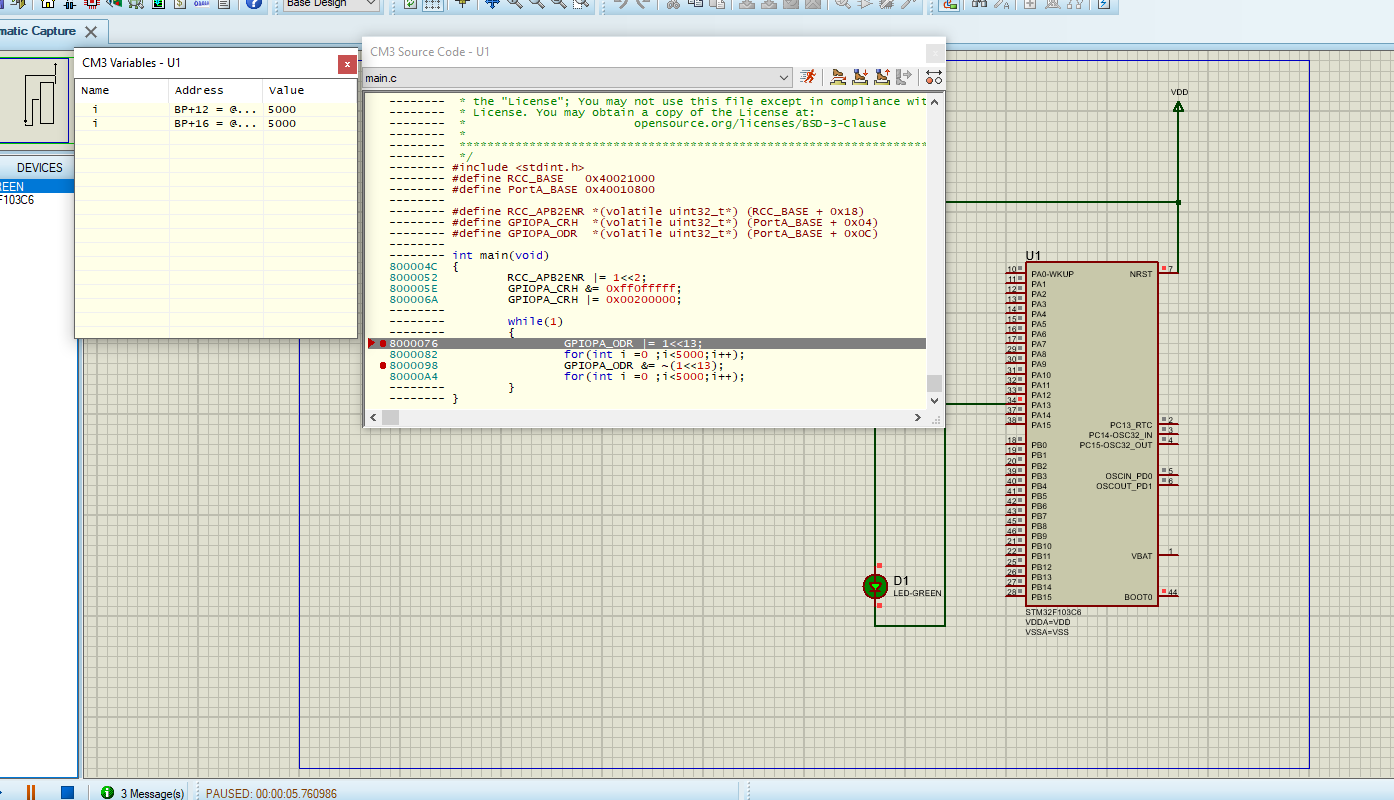 Base Design
matic Capture
CM3 Variables - U1
Name Address Value
i BP+12 = @... 5000
i BP+16 = @... 5000
DEVICES
EEN
F103C6
CM3 Source Code - U1
main.c
-------- * the "License"; You may not use this file except in compliance wit
-------- * License. You may obtain a copy of the License at:
-------- * opensource.org/licenses/BSD-3-Clause
-------- *
-------- ********************************************************************
-------- */
-------- #include <stdint.h>
-------- #define RCC_BASE 0x40021000
-------- #define PortA_BASE 0x40010800
--------
-------- #define RCC_APB2ENR *(volatile uint32_t*) (RCC_BASE + 0x18)
-------- #define GPIOPA_CRH *(volatile uint32_t*) (PortA_BASE + 0x04)
-------- #define GPIOPA_ODR *(volatile uint32_t*) (PortA_BASE + 0x0C)
--------
-------- int main(void)
800004C {
8000052 RCC_APB2ENR |= 1<<2;
800005E GPIOPA_CRH &= 0xff0fffff;
800006A GPIOPA_CRH |= 0x00200000;
--------
-------- while(1)
-------- {
8000076 GPIOPA_ODR |= 1<<13;
8000082 for(int i =0 ;i<5000;i++);
8000098 GPIOPA_ODR &= ~(1<<13);
80000A4 for(int i =0 ;i<5000;i++);
-------- }
-------- }
VDD
U1
10 PA0-WKUP NRST 7
11 PA1
12 PA2
13 PA3
14 PA4
15 PA5
16 PA6
17 PA7
29 PA8
30 PA9
31 PA10
32 PA11
33 PA12
34 PA13
37 PA14
38 PA15 PC13_RTC 2
PC14-OSC32_IN 3
18 PB0 PC15-OSC32_OUT 4
19 PB1
20 PB2
39 PB3 OSCIN_PD0 5
40 PB4 OSCOUT_PD1 6
41 PB5
42 PB6
43 PB7
45 PB8
46 PB9
21 PB10
22 PB11 VBAT 1
25 PB12
26 PB13
27 PB14
28 PB15 BOOT0 44
STM32F103C6
VDDA=VDD
VSSA=VSS
D1
LED-GREEN
3 Message(s) PAUSED: 00:00:05.760986